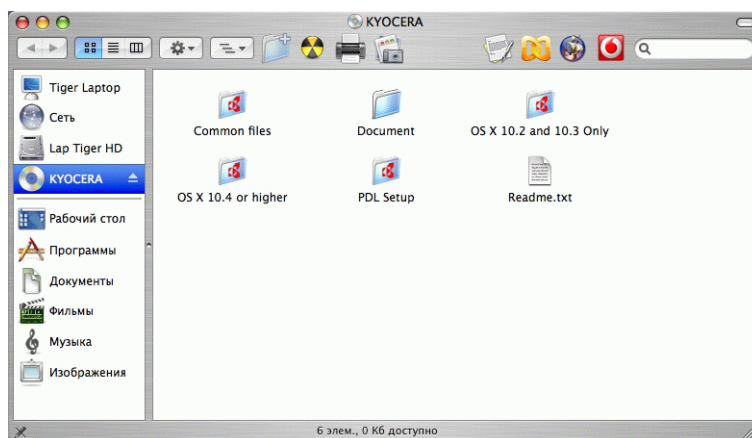 KYOCERA
Tiger Laptop
Сеть
Lap Tiger HD
KYOCERA
Рабочий стол
Программы
Документы
Фильмы
Музыка
Изображения
Common files
Document
OS X 10.2 and 10.3 Only
OS X 10.4 or higher
PDL Setup
Readme.txt
6 элем., 0 Кб доступно